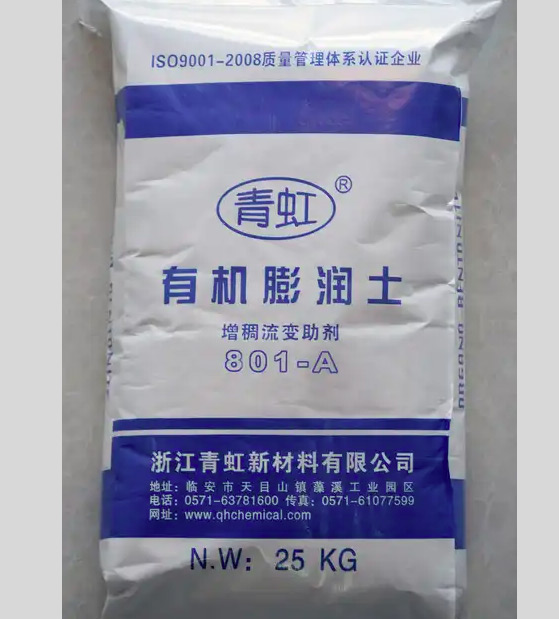 ISO9001-2008质量管理体系认证企业
青虹®
有机膨润土
增稠流变助剂
801-A
浙江青虹新材料有限公司
地址：临安市天目山镇藻溪工业园区
电话：0571-63781600 传真：0571-61077599
网址：www.qhchemical.com
N.W：25 KG